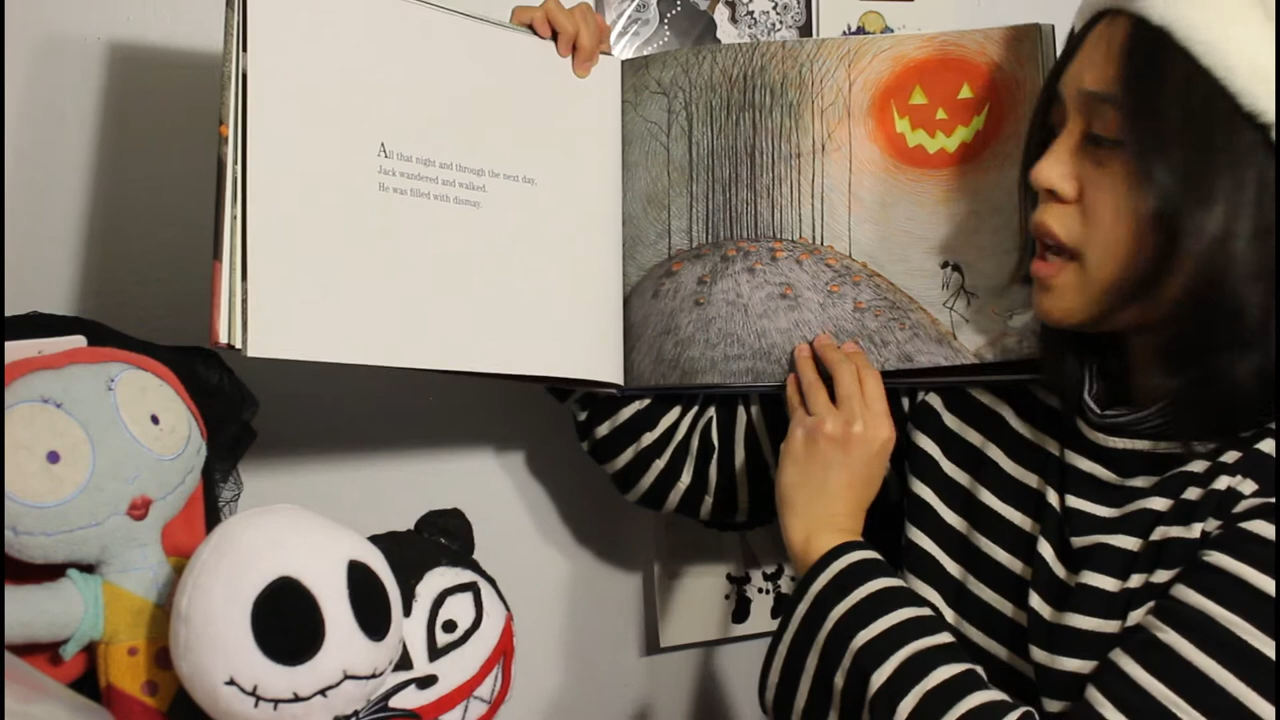 All that night and through the next day,
Jack wandered and walked.
He was filled with dismay.